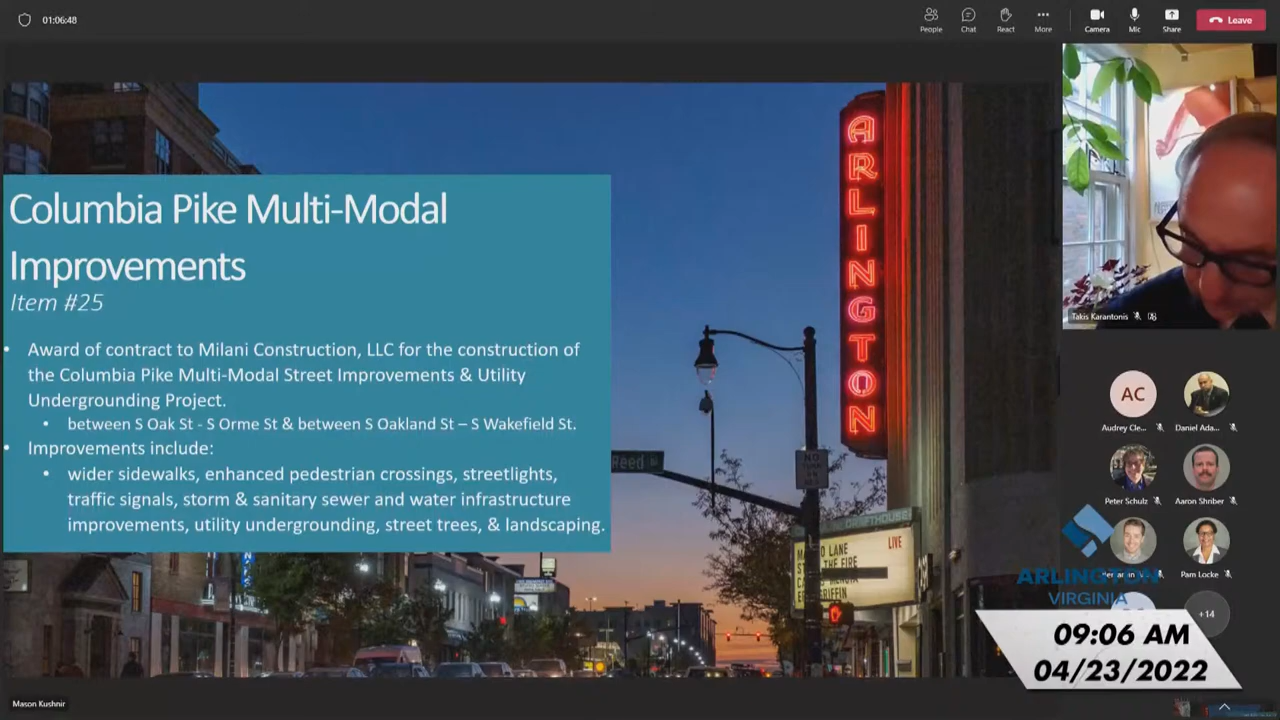 01:06:48
People
Chat
React
More
Camera
Mic
Share
Leave
Columbia Pike Multi-Modal
Improvements
Item #25
• Award of contract to Milani Construction, LLC for the construction of
the Columbia Pike Multi-Modal Street Improvements & Utility
Undergrounding Project.
• between S Oak St - S Orme St & between S Oakland St – S Wakefield St.
• Improvements include:
• wider sidewalks, enhanced pedestrian crossings, streetlights,
traffic signals, storm & sanitary sewer and water infrastructure
improvements, utility undergrounding, street trees, & landscaping.
ARLINGTON
Reed
NO
DRAFTHOUSE
LIVE
LANE
THE FIRE
Takis Karantonis
AC
Audrey Cle...
Daniel Ada...
Peter Schulz
Aaron Shriber
Pam Locke
+14
ARLINGTON
VIRGINIA
09:06 AM
04/23/2022
Mason Kushnir